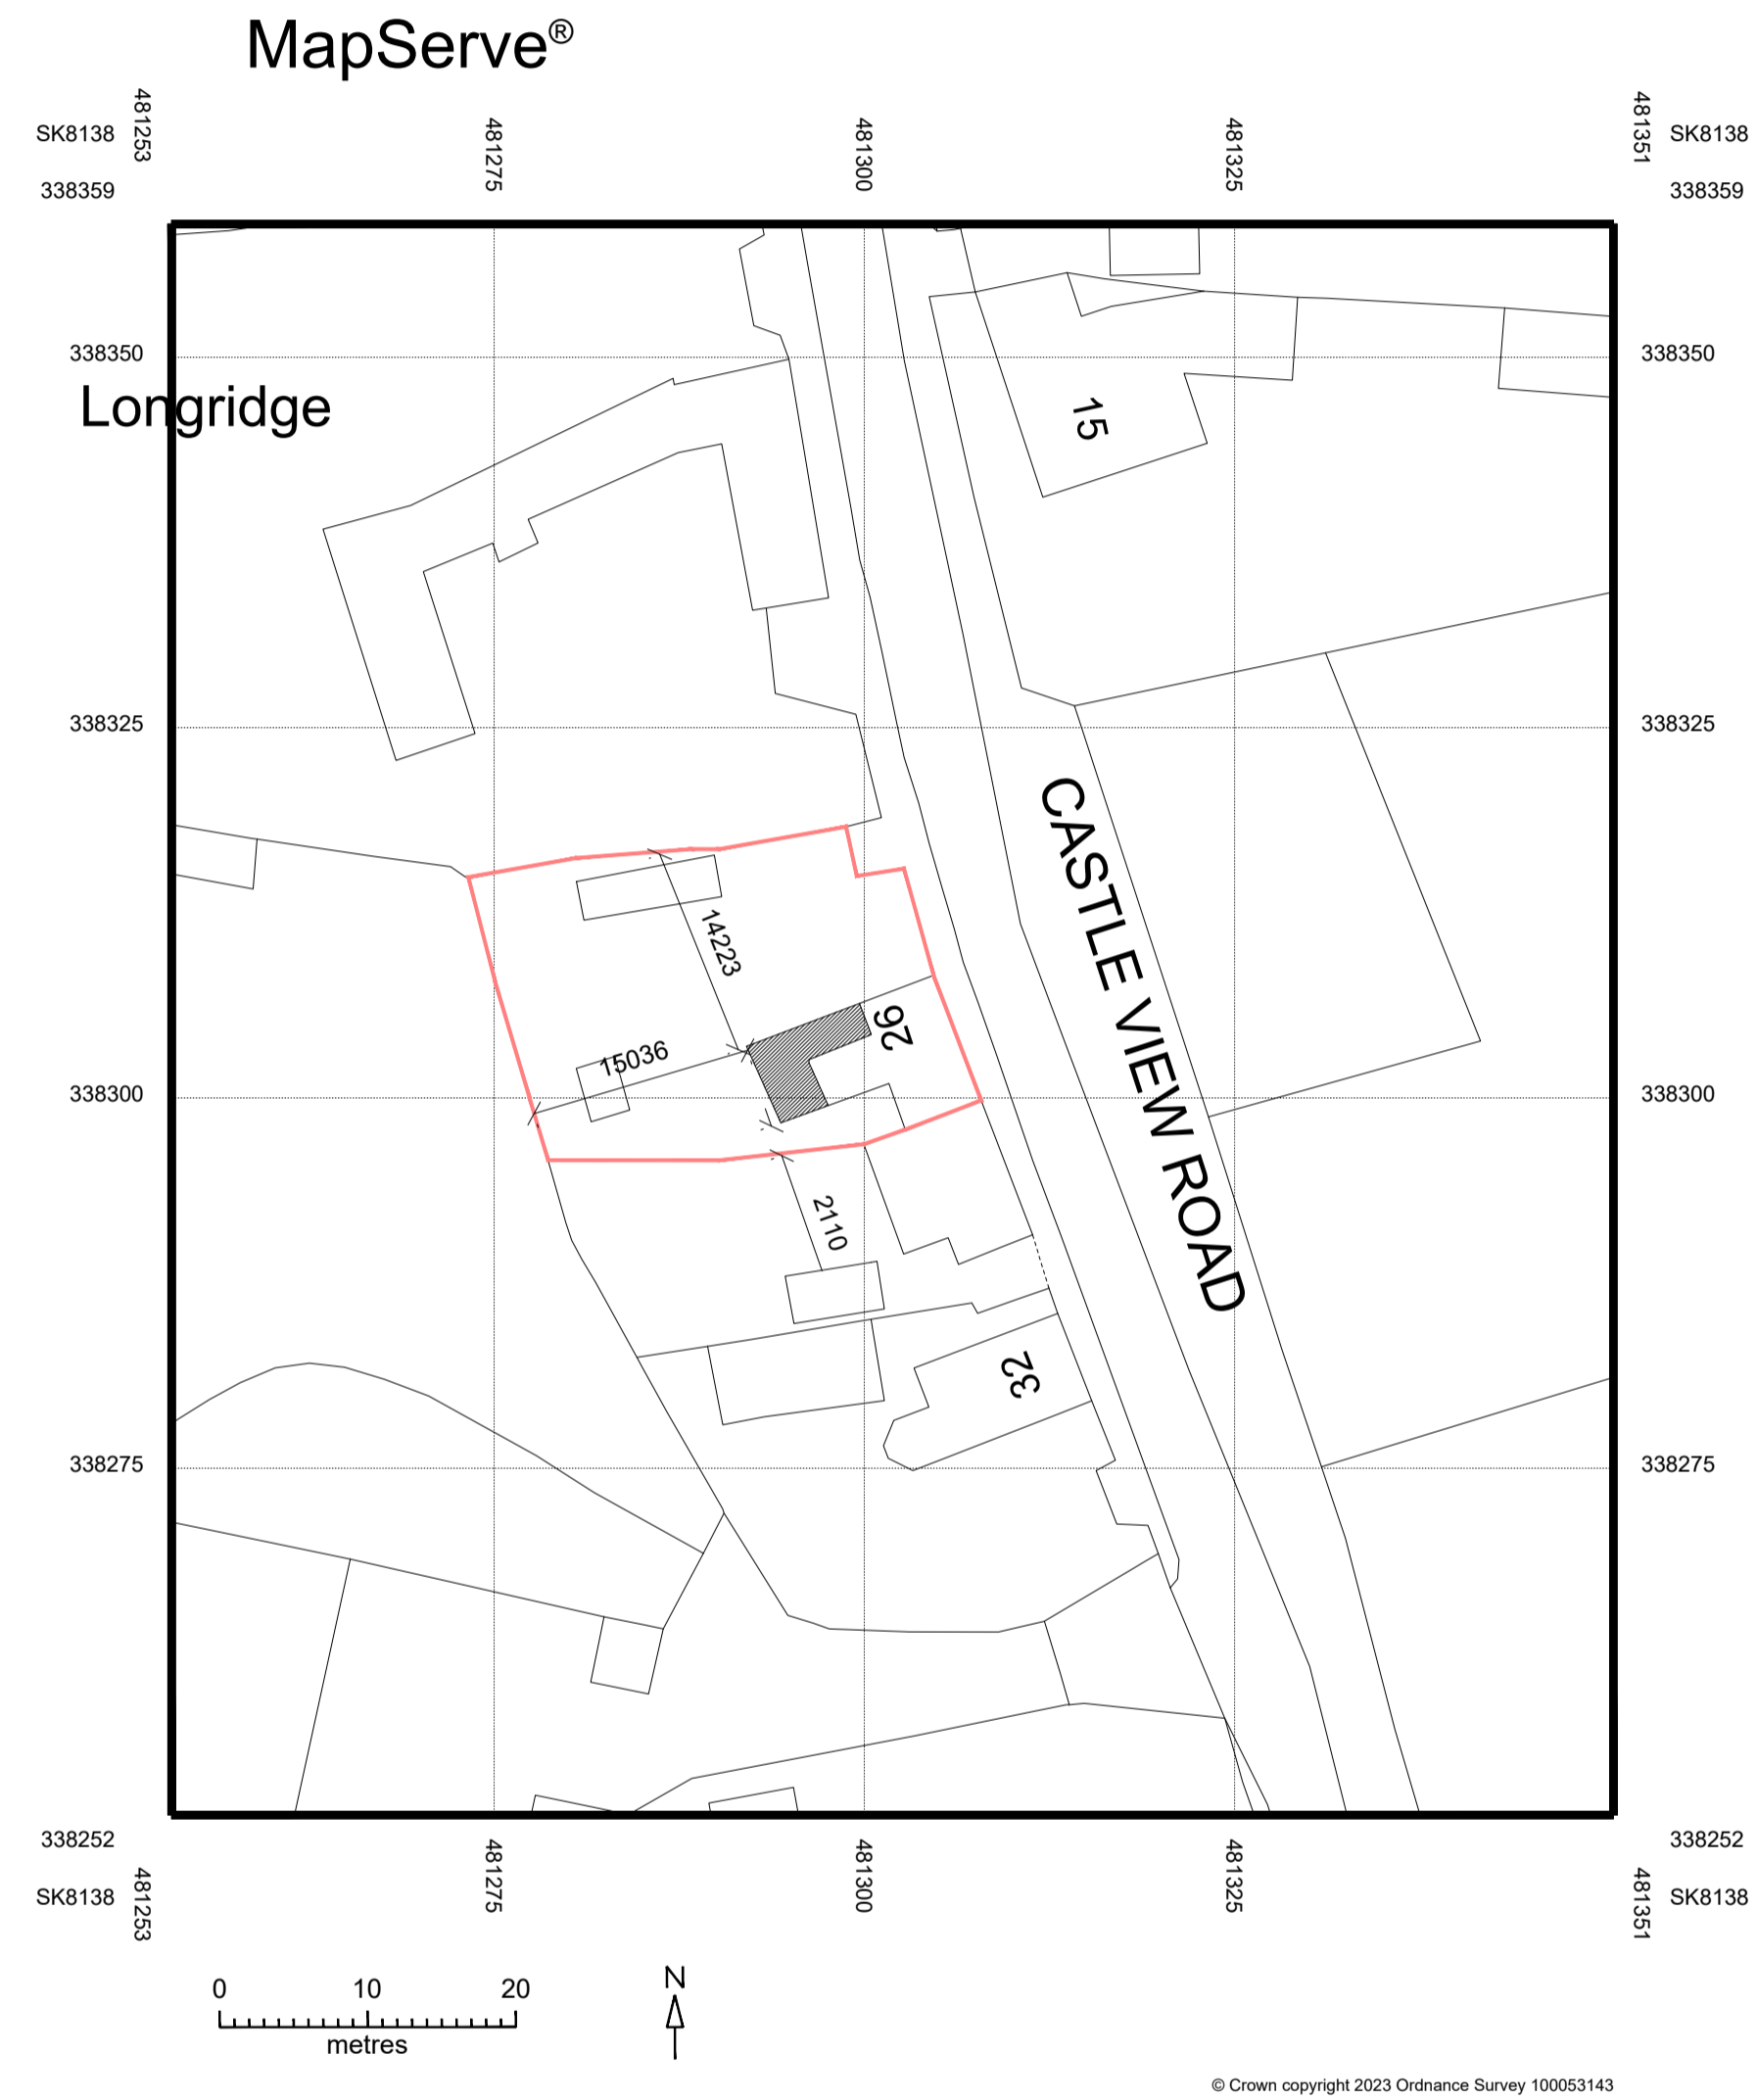 MapServe®
481253
481275
481300
481325
481351
SK8138
SK8138
338359
338359
338350
338350
Longridge
15
338325
338325
CASTLE VIEW ROAD
14223
26
15036
338300
338300
2110
32
338275
338275
338252
338252
SK8138
SK8138
481253
481275
481300
481325
481351
0 10 20
metres
N
© Crown copyright 2023 Ordnance Survey 100053143